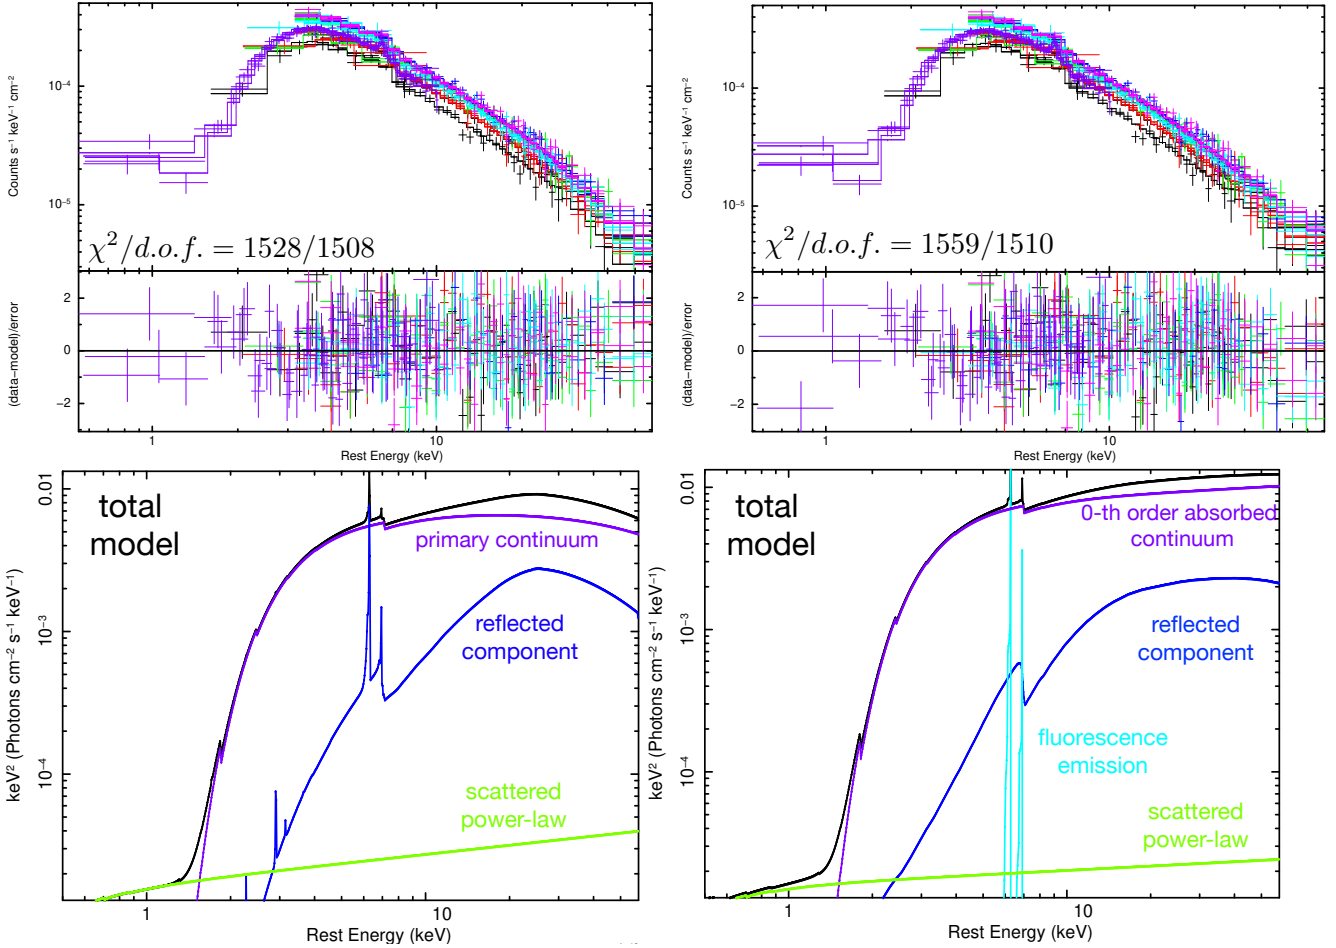 Counts s⁻¹ keV⁻¹ cm⁻²
10⁻⁴
10⁻⁵
χ²/d.o.f. = 1528/1508
(data−model)/error
2
0
−2
1
10
Rest Energy (keV)
Counts s⁻¹ keV⁻¹ cm⁻²
10⁻⁴
10⁻⁵
χ²/d.o.f. = 1559/1510
(data−model)/error
2
0
−2
1
10
Rest Energy (keV)
keV² (Photons cm⁻² s⁻¹ keV⁻¹)
0.01
10⁻³
10⁻⁴
total
model
primary continuum
reflected
component
scattered
power-law
1
10
Rest Energy (keV)
keV² (Photons cm⁻² s⁻¹ keV⁻¹)
0.01
10⁻³
10⁻⁴
total
model
0-th order absorbed
continuum
reflected
component
fluorescence
emission
scattered
power-law
1
10
Rest Energy (keV)